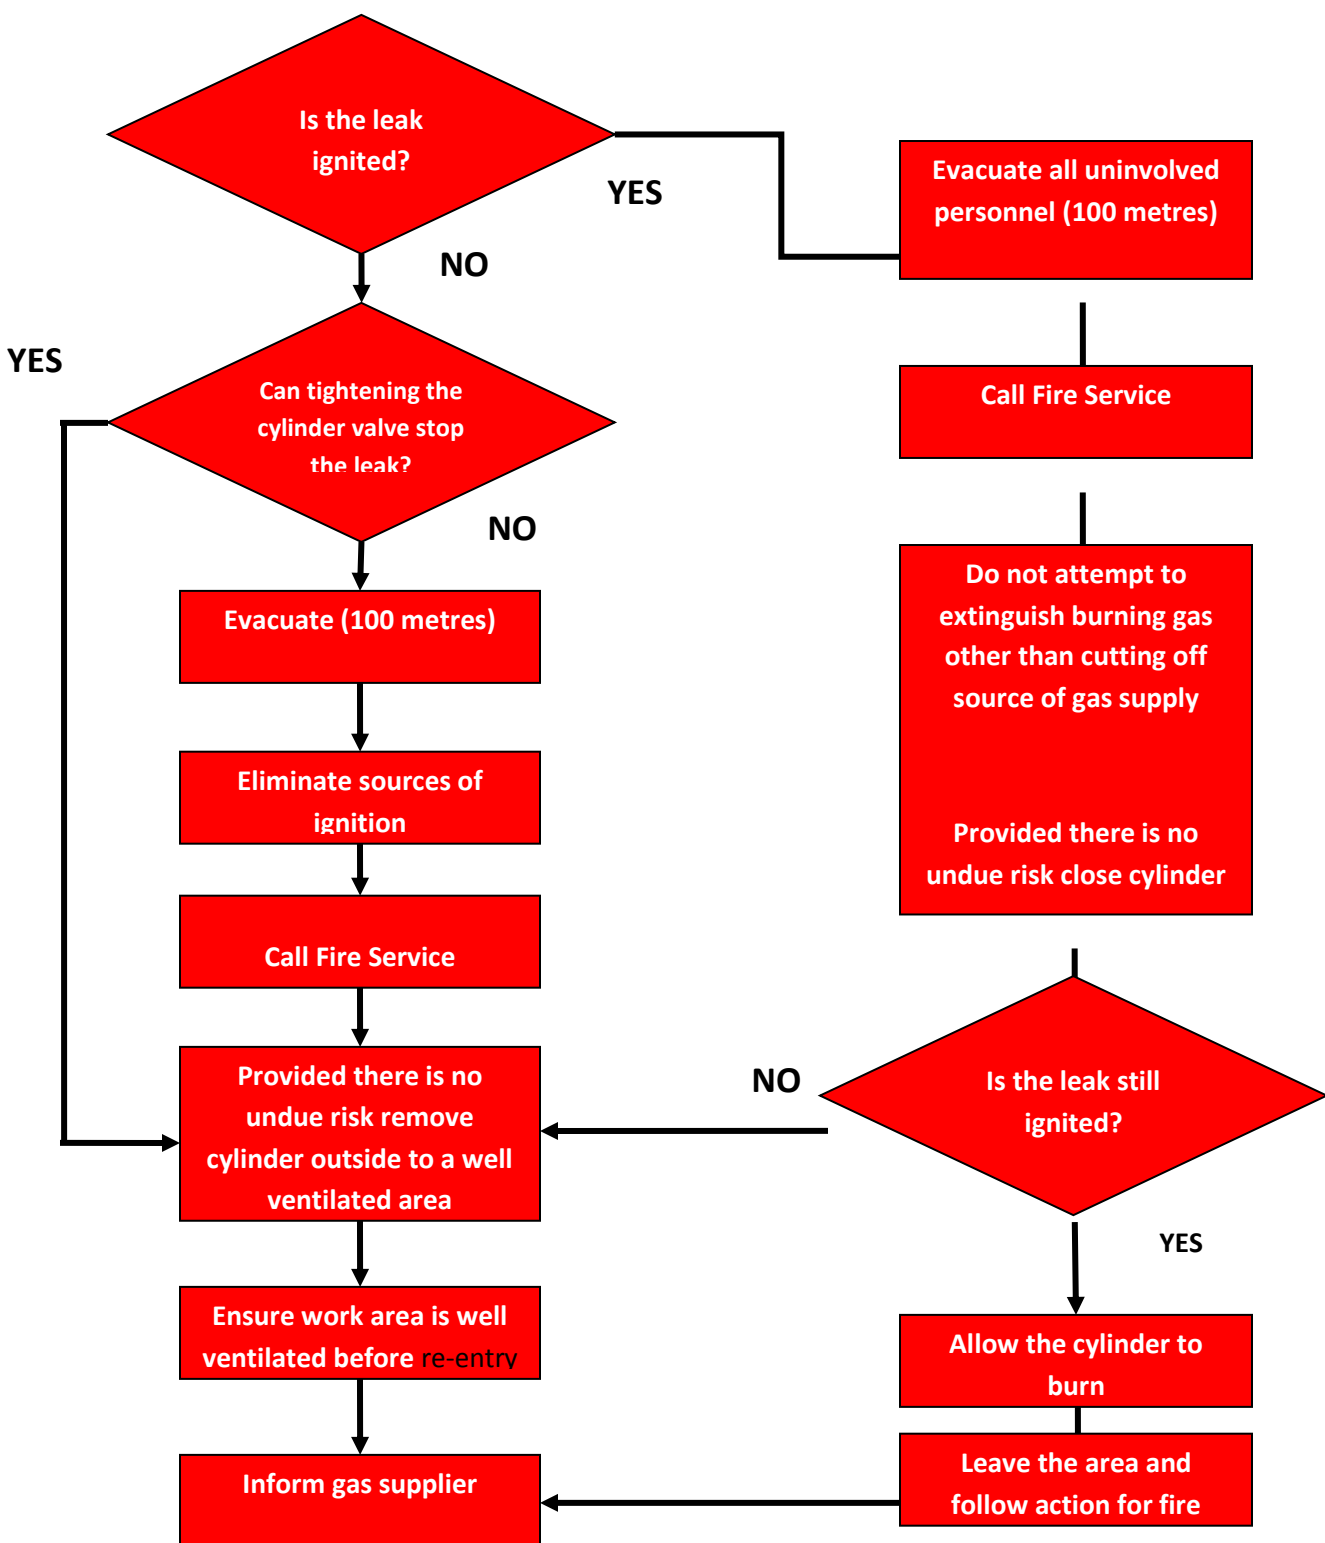 Is the leak
ignited?
YES
NO
Evacuate all uninvolved
personnel (100 metres)
YES
Can tightening the
cylinder valve stop
the leak?
NO
Call Fire Service
Evacuate (100 metres)
Do not attempt to
extinguish burning gas
other than cutting off
source of gas supply
Provided there is no
undue risk close cylinder
Eliminate sources of
ignition
Call Fire Service
Provided there is no
undue risk remove
cylinder outside to a well
ventilated area
NO
Is the leak still
ignited?
YES
Ensure work area is well
ventilated before re-entry
Allow the cylinder to
burn
Inform gas supplier
Leave the area and
follow action for fire